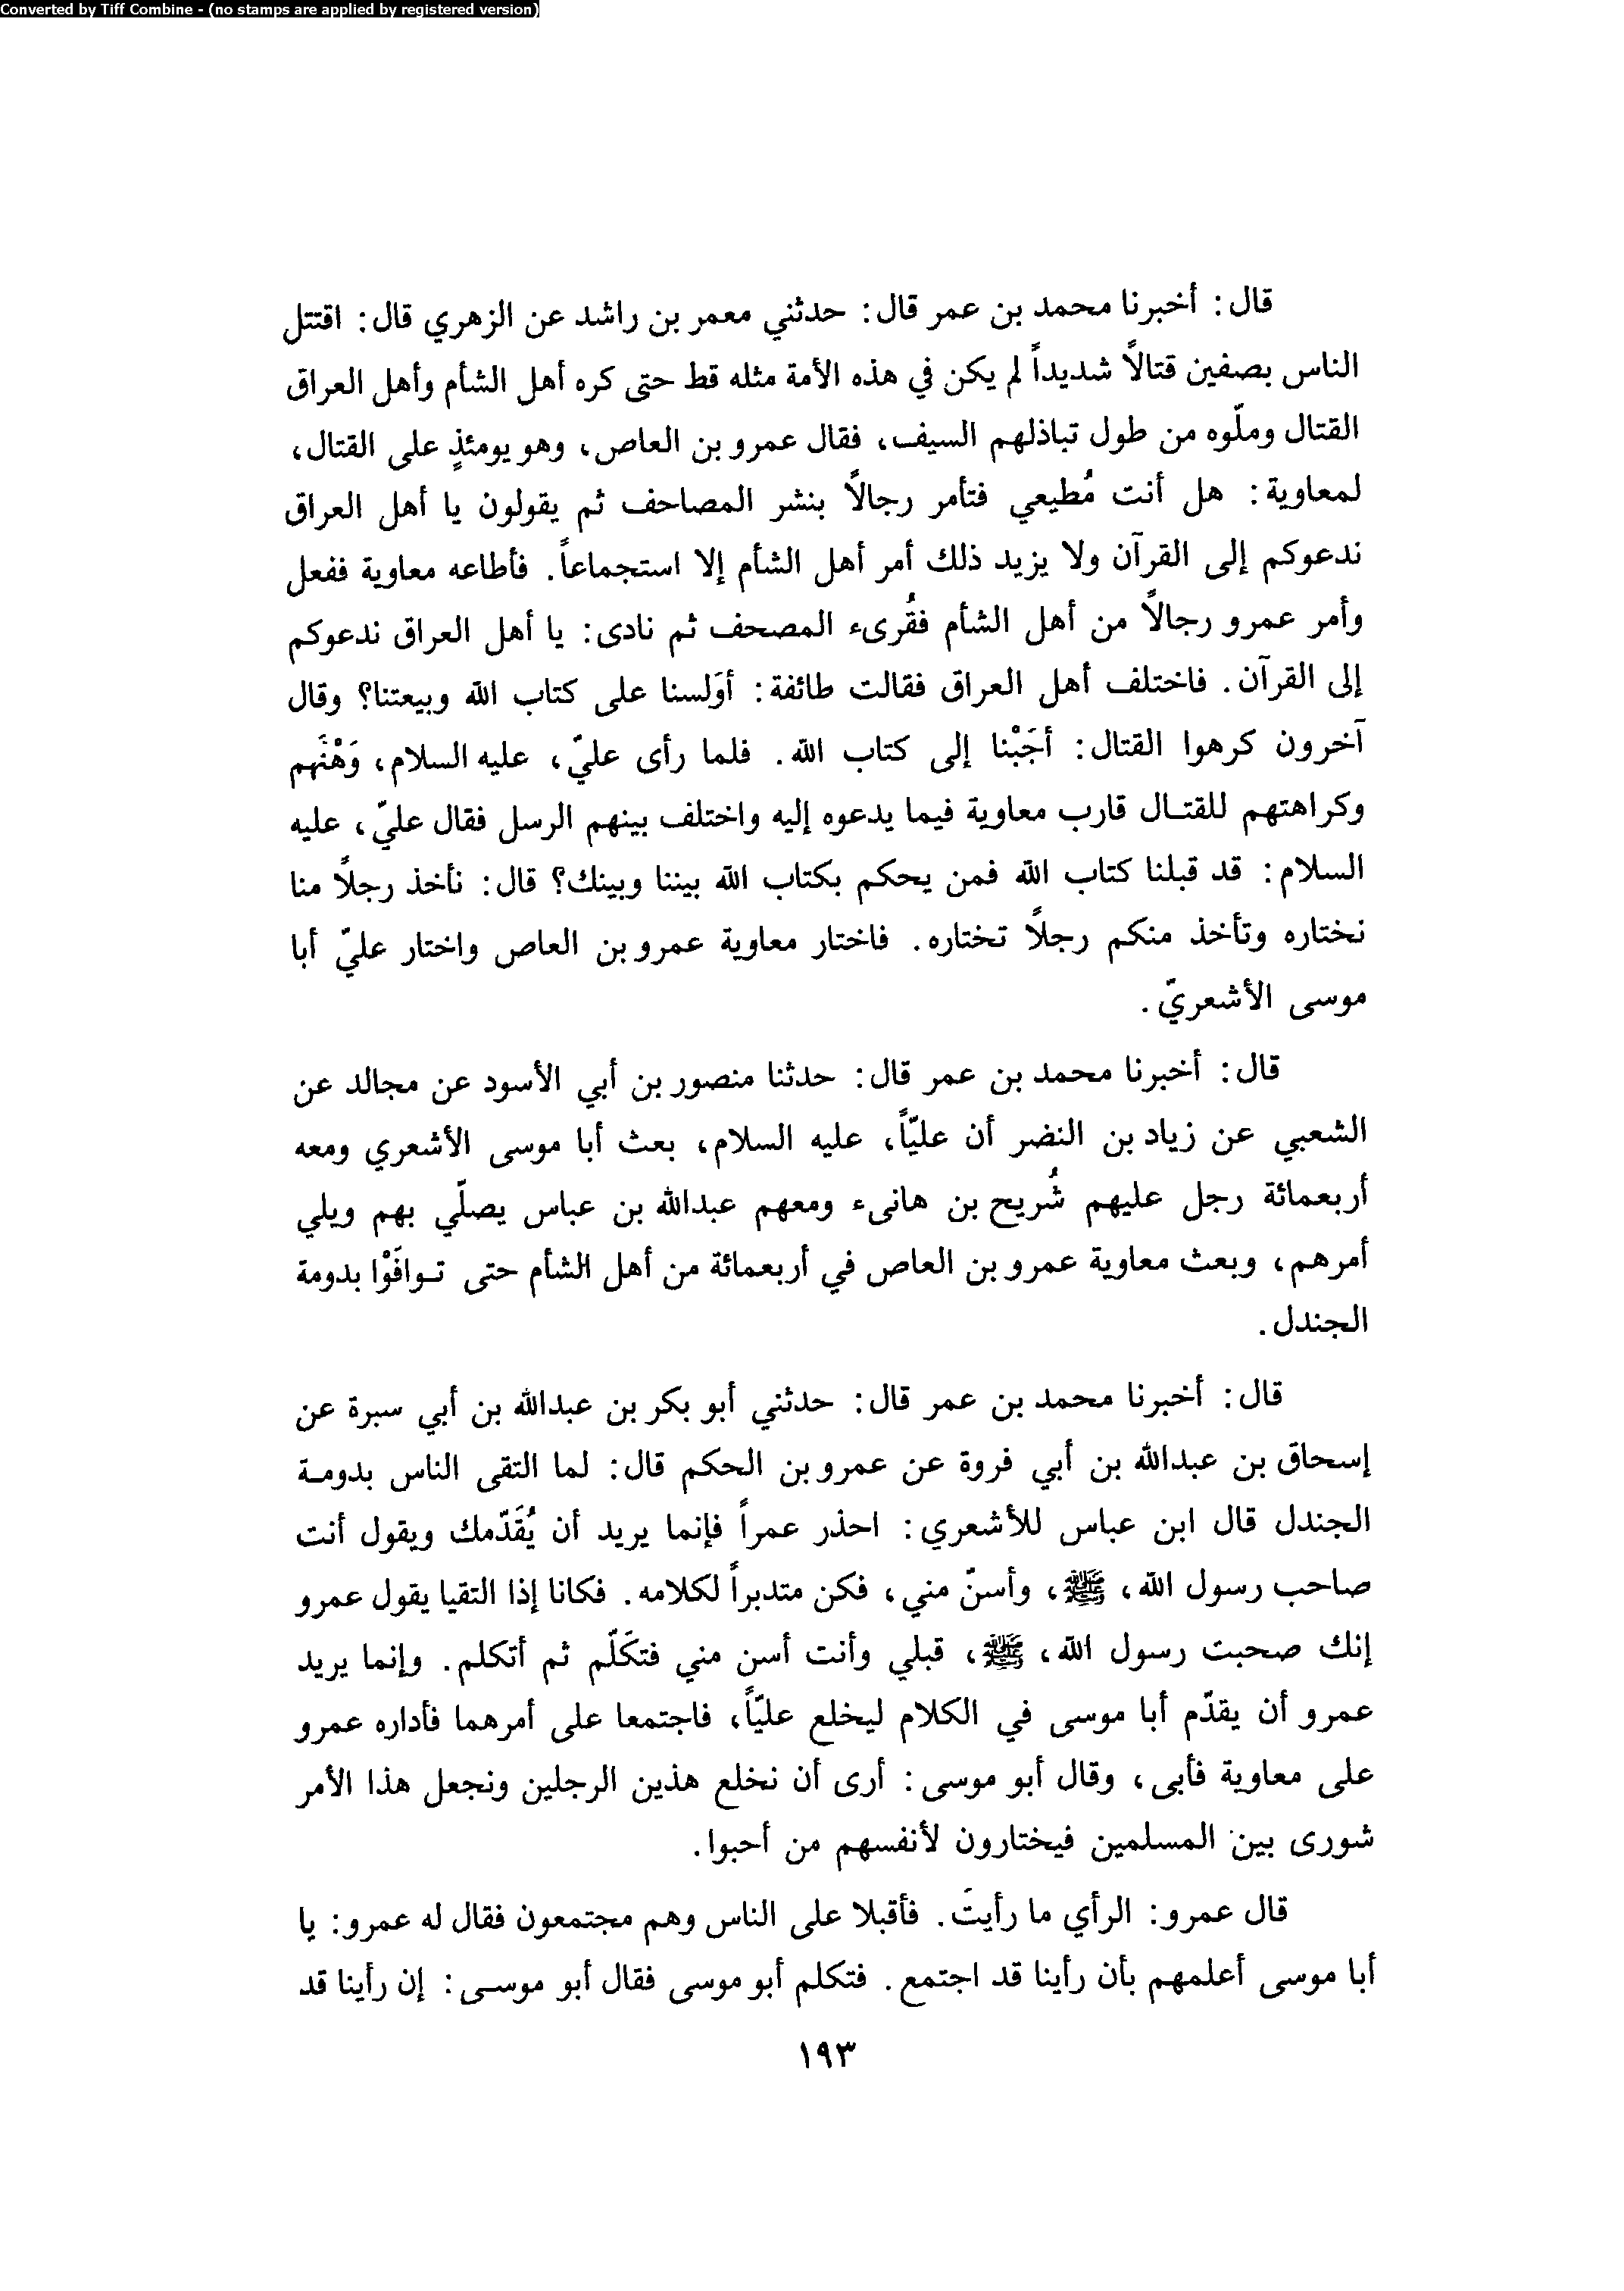 Converted by Tiff Combine - (no stamps are applied by registered version)
قال: أخبرنا محمد بن عمر قال: حدثني معمر بن راشد عن الزهري قال: اقتتل
الناس بصفين قتالاً شديداً لم يكن في هذه الأمة مثله قط حتى كره أهل الشأم وأهل العراق
القتال وملّوه من طول تباذلهم السيف، فقال عمرو بن العاص، وهو يومئذٍ على القتال،
لمعاوية: هل أنت مُطيعي فتأمر رجالاً بنشر المصاحف ثم يقولون يا أهل العراق
ندعوكم إلى القرآن ولا يزيد ذلك أمر أهل الشأم إلا استجماعاً. فأطاعه معاوية ففعل
وأمر عمرو رجالاً من أهل الشأم فقُرىء المصحف ثم نادى: يا أهل العراق ندعوكم
إلى القرآن. فاختلف أهل العراق فقالت طائفة: أوَلسنا على كتاب الله وبيعتنا؟ وقال
آخرون كرهوا القتال: أجَبْنا إلى كتاب الله. فلما رأى عليّ، عليه السلام، وَهْنَهم
وكراهتهم للقتـال قارب معاوية فيما يدعوه إليه واختلف بينهم الرسل فقال عليّ، عليه
السلام: قد قبلنا كتاب الله فمن يحكم بكتاب الله بيننا وبينك؟ قال: نأخذ رجلاً منا
نختاره وتأخذ منكم رجلاً تختاره. فاختار معاوية عمرو بن العاص واختار عليّ أبا
موسى الأشعريّ.
قال: أخبرنا محمد بن عمر قال: حدثنا منصور بن أبي الأسود عن مجالد عن
الشعبي عن زياد بن النضر أن عليّاً، عليه السلام، بعث أبا موسى الأشعري ومعه
أربعمائة رجل عليهم شُريح بن هانىء ومعهم عبدالله بن عباس يصلّي بهم ويلي
أمرهم، وبعث معاوية عمرو بن العاص في أربعمائة من أهل الشأم حتى تـوافَوْا بدومة
الجندل.
قال: أخبرنا محمد بن عمر قال: حدثني أبو بكر بن عبدالله بن أبي سبرة عن
إسحاق بن عبدالله بن أبي فروة عن عمرو بن الحكم قال: لما التقى الناس بدومـة
الجندل قال ابن عباس للأشعري: احذر عمراً فإنما يريد أن يُقَدّمك ويقول أنت
صاحب رسول الله، ﷺ، وأسنّ مني، فكن متدبراً لكلامه. فكانا إذا التقيا يقول عمرو
إنك صحبت رسول الله، ﷺ، قبلي وأنت أسن مني فتكَلّم ثم أتكلم. وإنما يريد
عمرو أن يقدّم أبا موسى في الكلام ليخلع عليّاً، فاجتمعا على أمرهما فأداره عمرو
على معاوية فأبى، وقال أبو موسى: أرى أن نخلع هذين الرجلين ونجعل هذا الأمر
شورى بين المسلمين فيختارون لأنفسهم من أحبوا.
قال عمرو: الرأي ما رأيتَ. فأقبلا على الناس وهم مجتمعون فقال له عمرو: يا
أبا موسى أعلمهم بأن رأينا قد اجتمع. فتكلم أبو موسى فقال أبو موسـى: إن رأينا قد
١٩٣